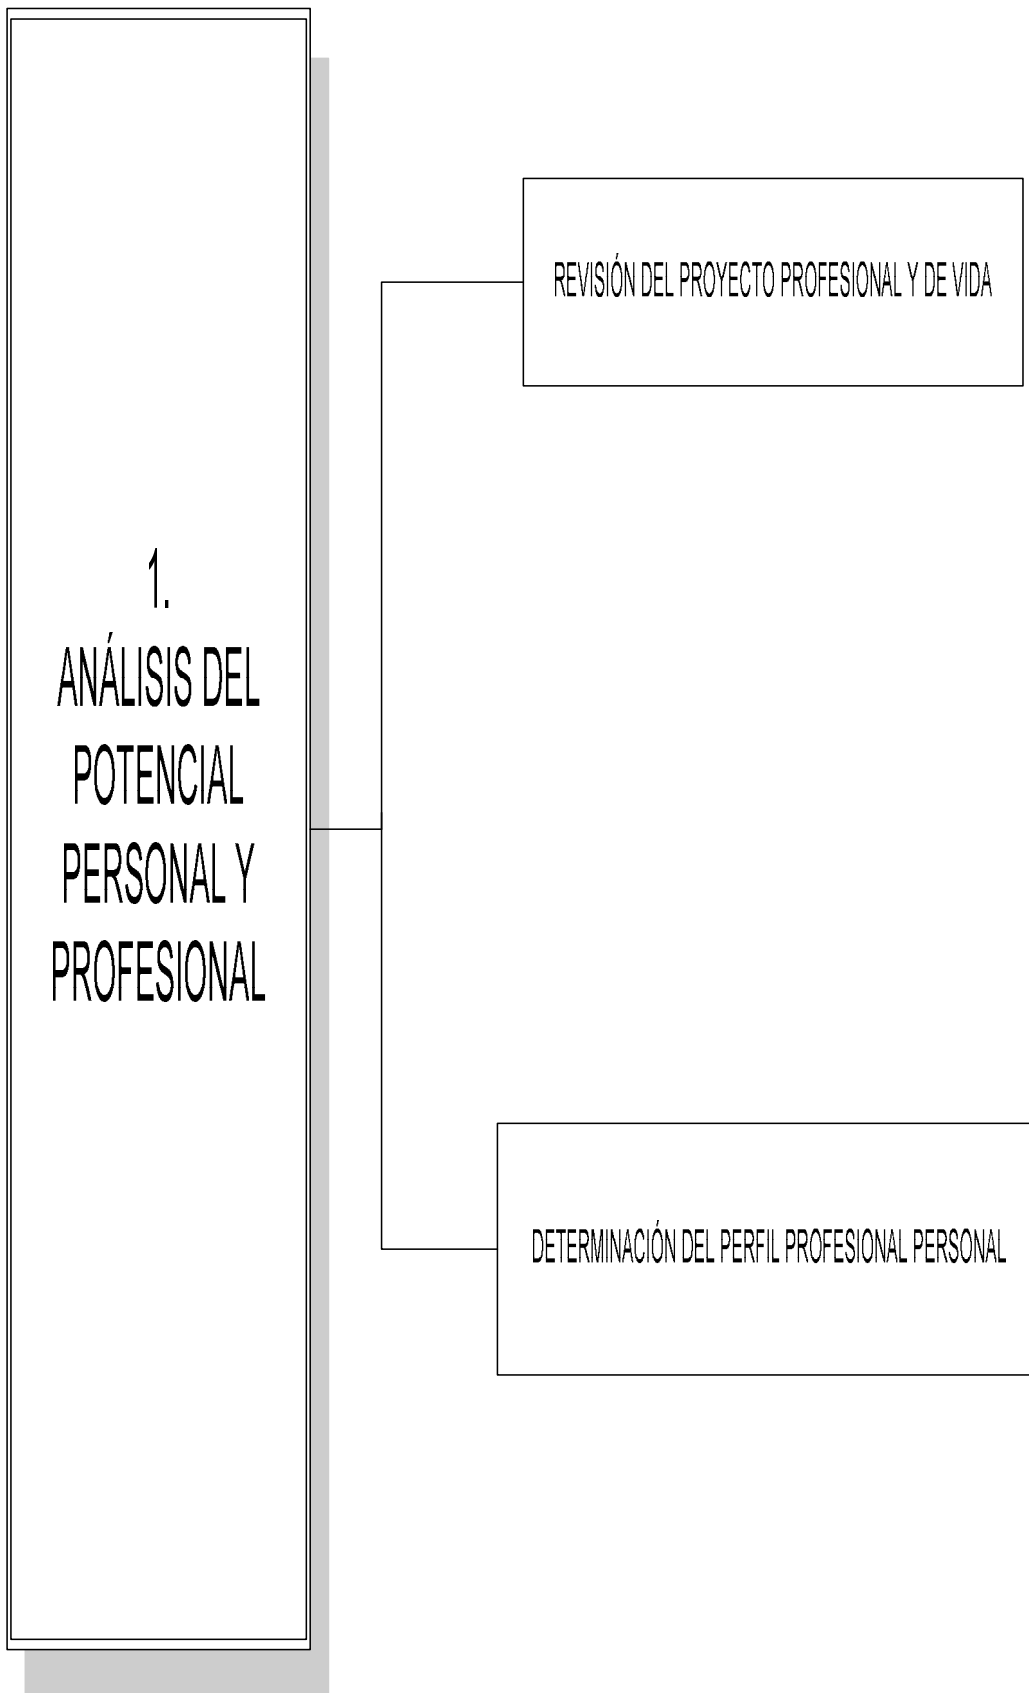 1.
ANÁLISIS DEL
POTENCIAL
PERSONAL Y
PROFESIONAL
REVISIÓN DEL PROYECTO PROFESIONAL Y DE VIDA
DETERMINACIÓN DEL PERFIL PROFESIONAL PERSONAL